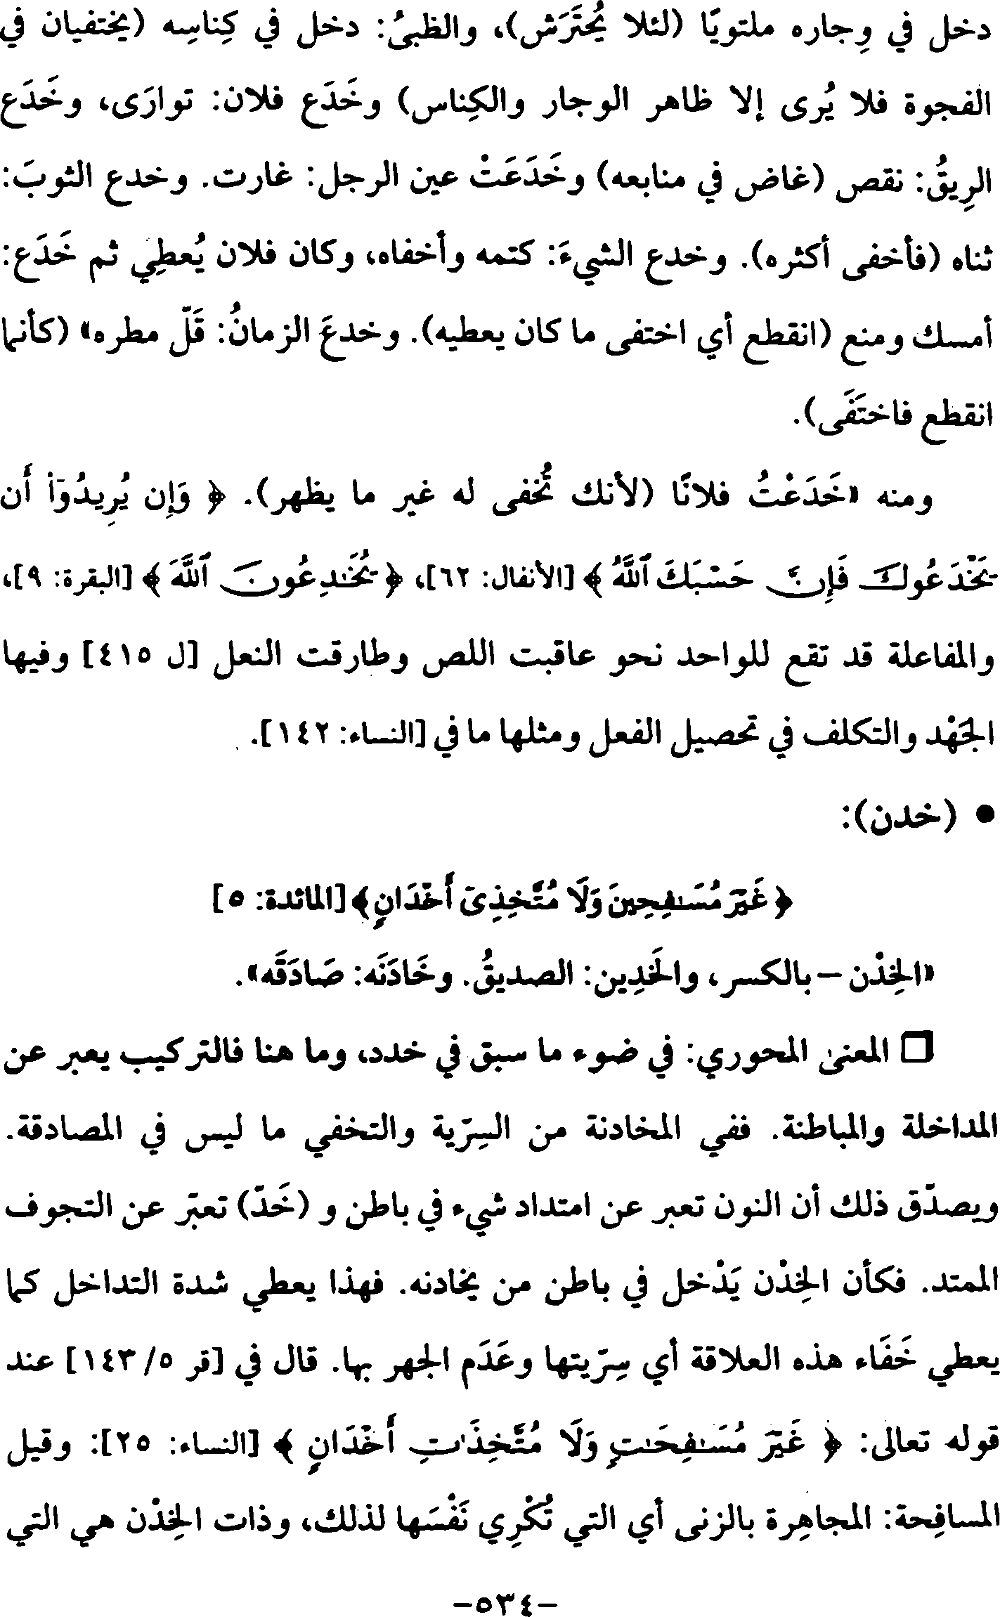 دخل في وِجاره ملتويًا (لئلا يُحتَرَش)، والظبىُ: دخل في كِناسِه (يختفيان في
الفجوة فلا يُرى إلا ظاهر الوجار والكِناس) وخَدَع فلان: توارَى، وخَدَع
الرِيقُ: نقص (غاض في منابعه) وخَدَعَتْ عين الرجل: غارت. وخدع الثوبَ:
ثناه (فأخفى أكثره). وخدع الشيءَ: كتمه وأخفاه، وكان فلان يُعطِي ثم خَدَع:
أمسك ومنع (انقطع أي اختفى ما كان يعطيه). وخدعَ الزمانُ: قَلّ مطره» (كأنما
انقطع فاختَفَى).
ومنه «خَدَعْتُ فلانًا (لأنك تُخفى له غير ما يظهر). ﴿ وَإِن يُرِيدُوٓاْ أَن
يَخْدَعُوكَ فَإِنَّ حَسْبَكَ ٱللَّهُ ﴾ [الأنفال: ٦٢]، ﴿ يُخَـٰدِعُونَ ٱللَّهَ ﴾ [البقرة: ٩]،
والمفاعلة قد تقع للواحد نحو عاقبت اللص وطارقت النعل [ل ٤١٥] وفيها
الجَهْد والتكلف في تحصيل الفعل ومثلها ما في [النساء: ١٤٢].
• (خدن):
﴿ غَيْرَ مُسَـٰفِحِينَ وَلَا مُتَّخِذِىٓ أَخْدَانٍ ﴾ [المائدة: ٥]
«الخِدْن – بالكسر، والخَدِين: الصديقُ. وخَادَنَه: صَادَقَه».
❒ المعنى المحوري: في ضوء ما سبق في خدد، وما هنا فالتركيب يعبر عن
المداخلة والمباطنة. ففي المخادنة من السِرّية والتخفي ما ليس في المصادقة.
ويصدّق ذلك أن النون تعبر عن امتداد شيء في باطن و (خَدّ) تعبّر عن التجوف
الممتد. فكأن الخِدْن يَدْخل في باطن من يخادنه. فهذا يعطي شدة التداخل كما
يعطي خَفَاء هذه العلاقة أي سِرّيتها وعَدَم الجهر بها. قال في [قر ٥/ ١٤٣] عند
قوله تعالى: ﴿ غَيْرَ مُسَـٰفِحَـٰتٍ وَلَا مُتَّخِذَٰتِ أَخْدَانٍ ﴾ [النساء: ٢٥]: وقيل
المسافِحة: المجاهِرة بالزنى أي التي تُكْرِي نَفْسَها لذلك، وذات الخِدْن هي التي
-٥٣٤-